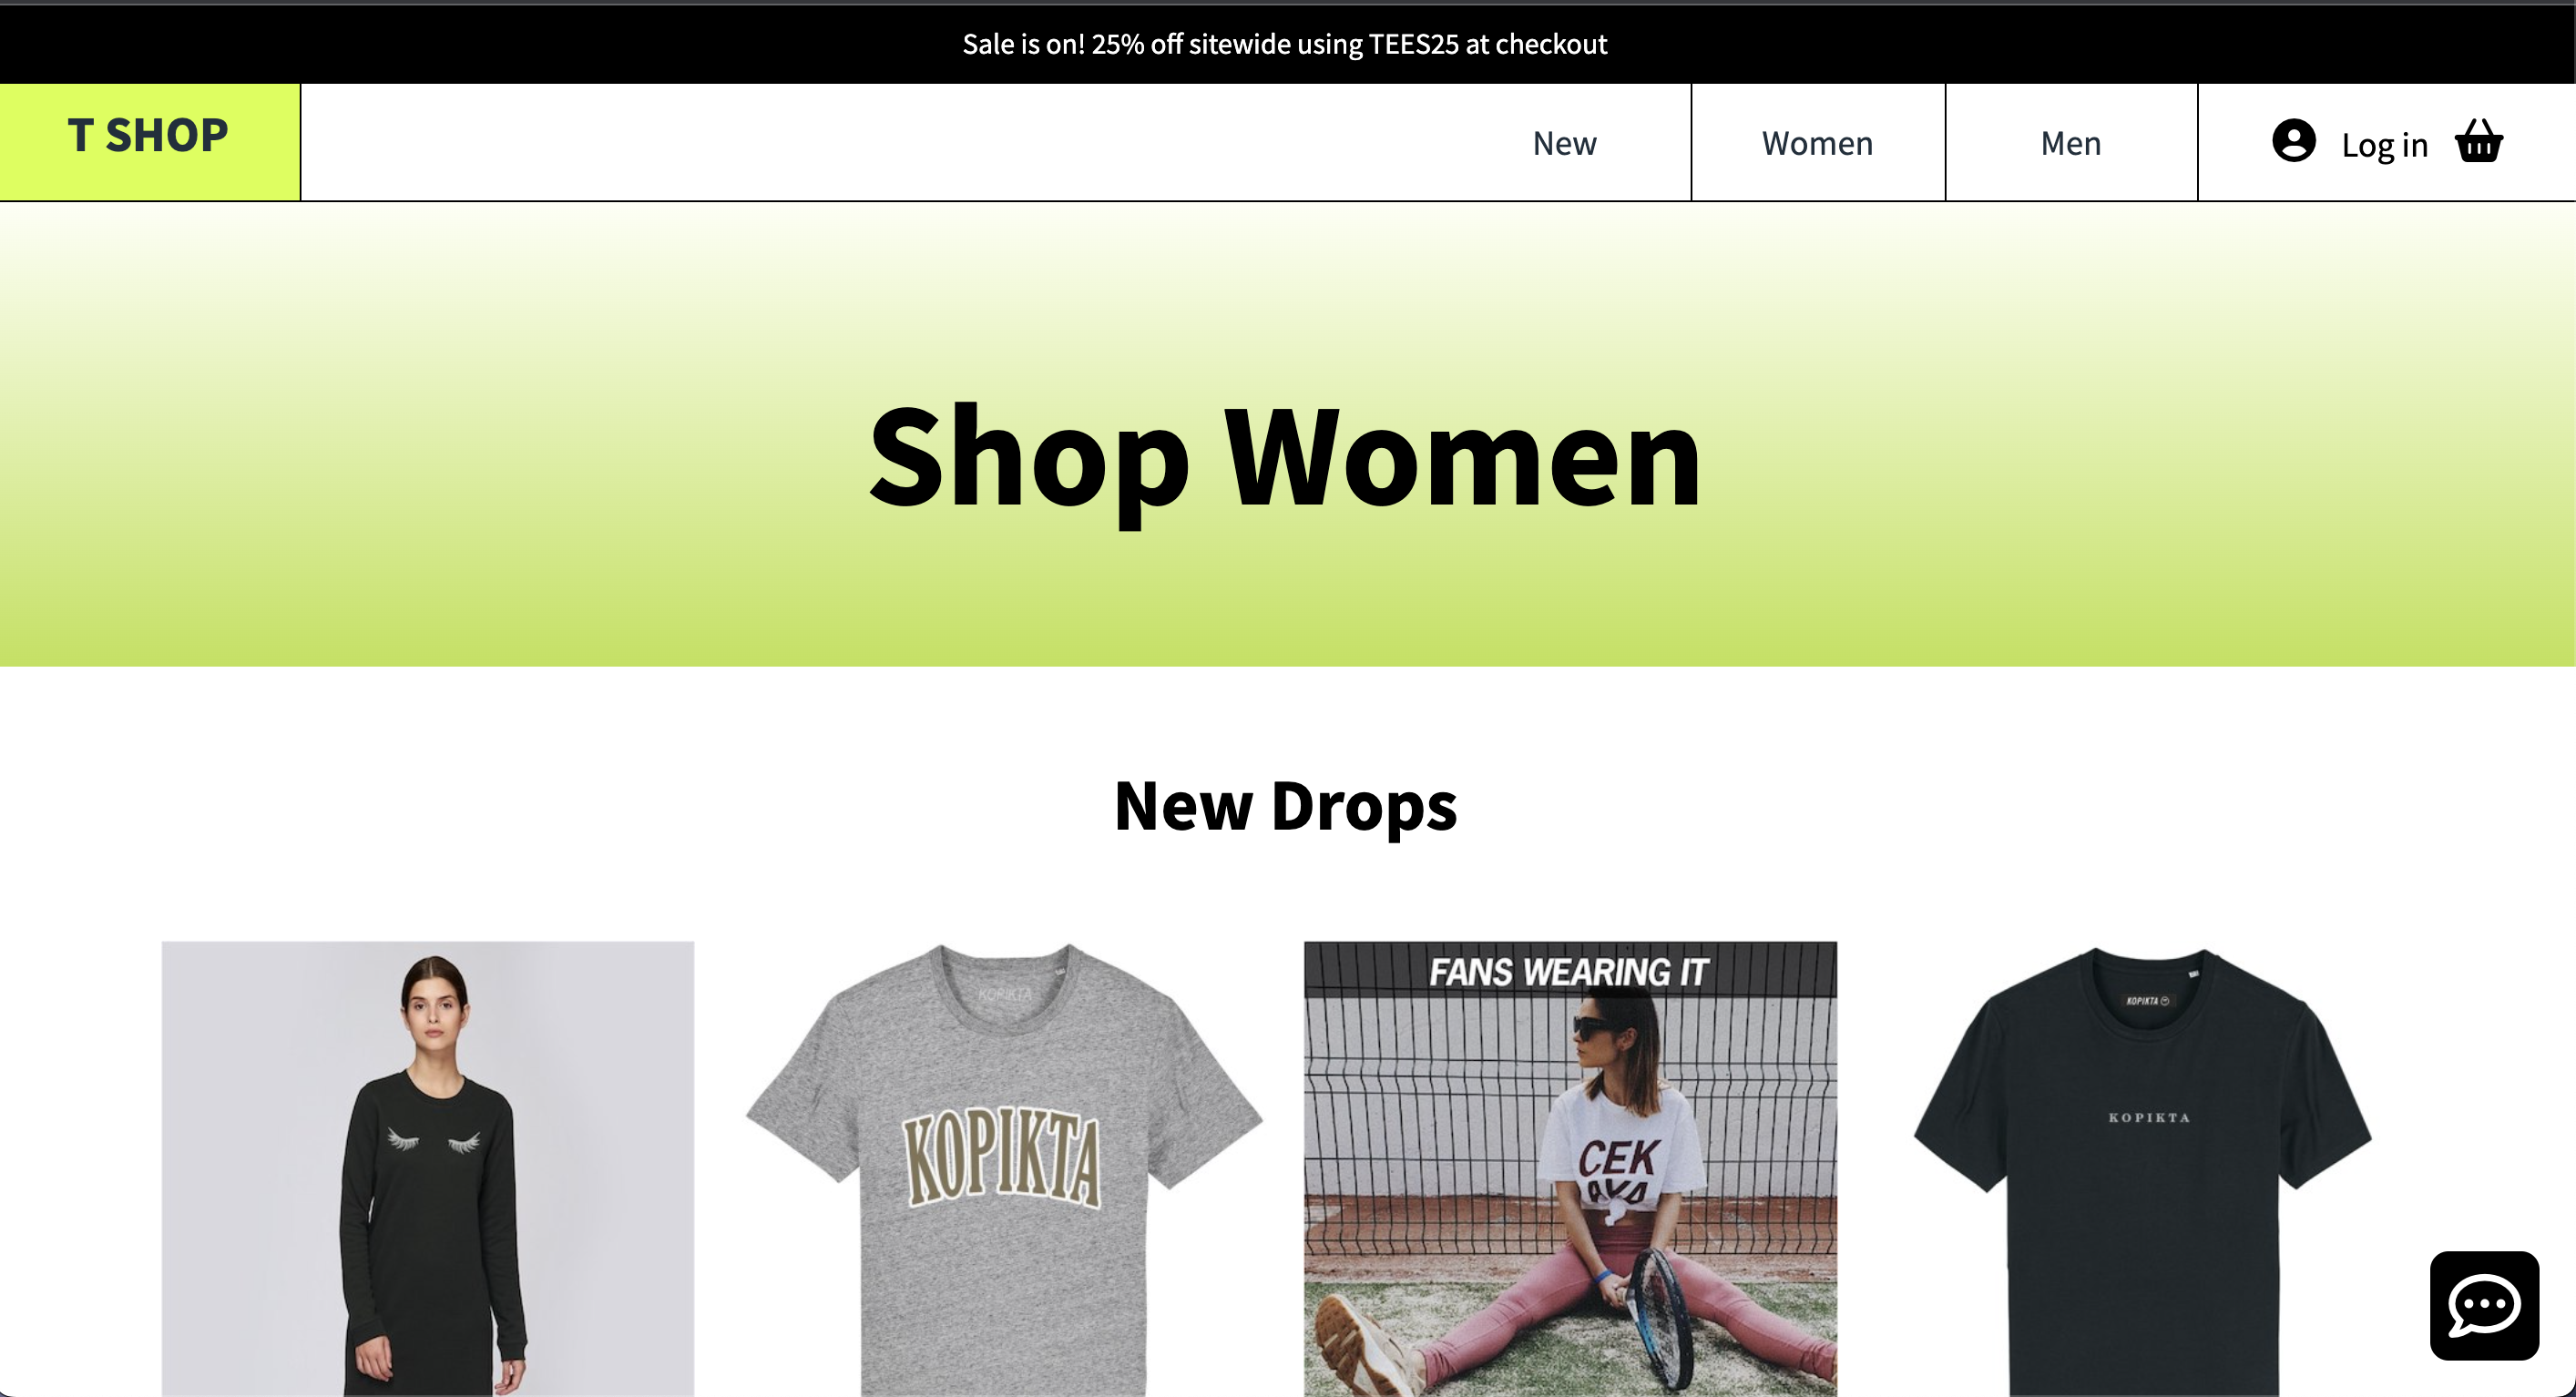 Sale is on! 25% off sitewide using TEES25 at checkout
T SHOP
New
Women
Men
Log in
Shop Women
New Drops
KOPIKTA
KOPIKTA
FANS WEARING IT
CEK
KOPIKTA
KOPIKTA